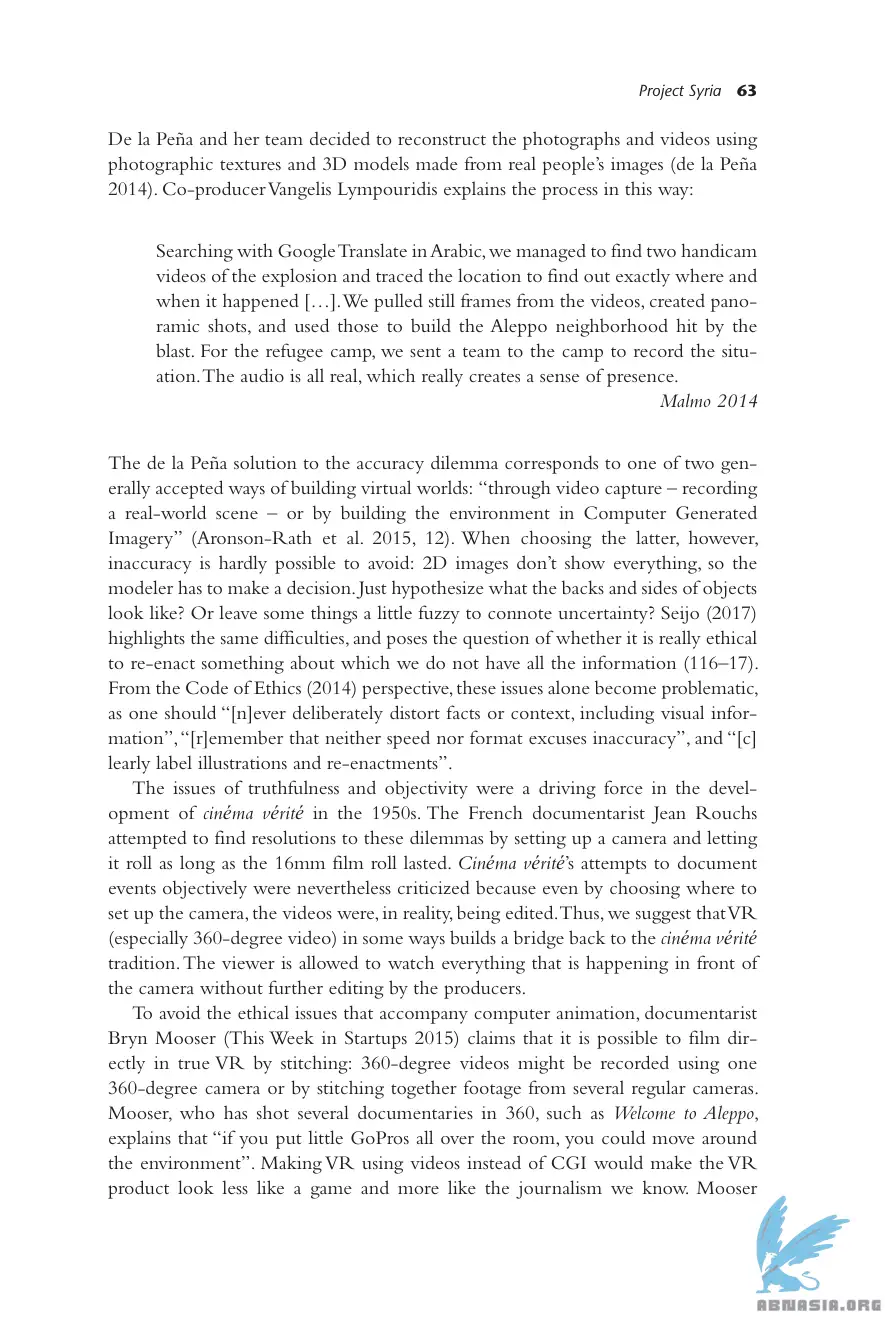 Project Syria 63
De la Peña and her team decided to reconstruct the photographs and videos using
photographic textures and 3D models made from real people’s images (de la Peña
2014). Co-producer Vangelis Lympouridis explains the process in this way:
Searching with Google Translate in Arabic, we managed to find two handicam
videos of the explosion and traced the location to find out exactly where and
when it happened […]. We pulled still frames from the videos, created pano-
ramic shots, and used those to build the Aleppo neighborhood hit by the
blast. For the refugee camp, we sent a team to the camp to record the situ-
ation. The audio is all real, which really creates a sense of presence.
Malmo 2014
The de la Peña solution to the accuracy dilemma corresponds to one of two gen-
erally accepted ways of building virtual worlds: “through video capture – recording
a real-world scene – or by building the environment in Computer Generated
Imagery” (Aronson-Rath et al. 2015, 12). When choosing the latter, however,
inaccuracy is hardly possible to avoid: 2D images don’t show everything, so the
modeler has to make a decision. Just hypothesize what the backs and sides of objects
look like? Or leave some things a little fuzzy to connote uncertainty? Seijo (2017)
highlights the same difficulties, and poses the question of whether it is really ethical
to re-enact something about which we do not have all the information (116–17).
From the Code of Ethics (2014) perspective, these issues alone become problematic,
as one should “[n]ever deliberately distort facts or context, including visual infor-
mation”, “[r]emember that neither speed nor format excuses inaccuracy”, and “[c]
learly label illustrations and re-enactments”.
The issues of truthfulness and objectivity were a driving force in the devel-
opment of cinéma vérité in the 1950s. The French documentarist Jean Rouchs
attempted to find resolutions to these dilemmas by setting up a camera and letting
it roll as long as the 16mm film roll lasted. Cinéma vérité’s attempts to document
events objectively were nevertheless criticized because even by choosing where to
set up the camera, the videos were, in reality, being edited. Thus, we suggest that VR
(especially 360-degree video) in some ways builds a bridge back to the cinéma vérité
tradition. The viewer is allowed to watch everything that is happening in front of
the camera without further editing by the producers.
To avoid the ethical issues that accompany computer animation, documentarist
Bryn Mooser (This Week in Startups 2015) claims that it is possible to film dir-
ectly in true VR by stitching: 360-degree videos might be recorded using one
360-degree camera or by stitching together footage from several regular cameras.
Mooser, who has shot several documentaries in 360, such as Welcome to Aleppo,
explains that “if you put little GoPros all over the room, you could move around
the environment”. Making VR using videos instead of CGI would make the VR
product look less like a game and more like the journalism we know. Mooser
ABNASIA.ORG